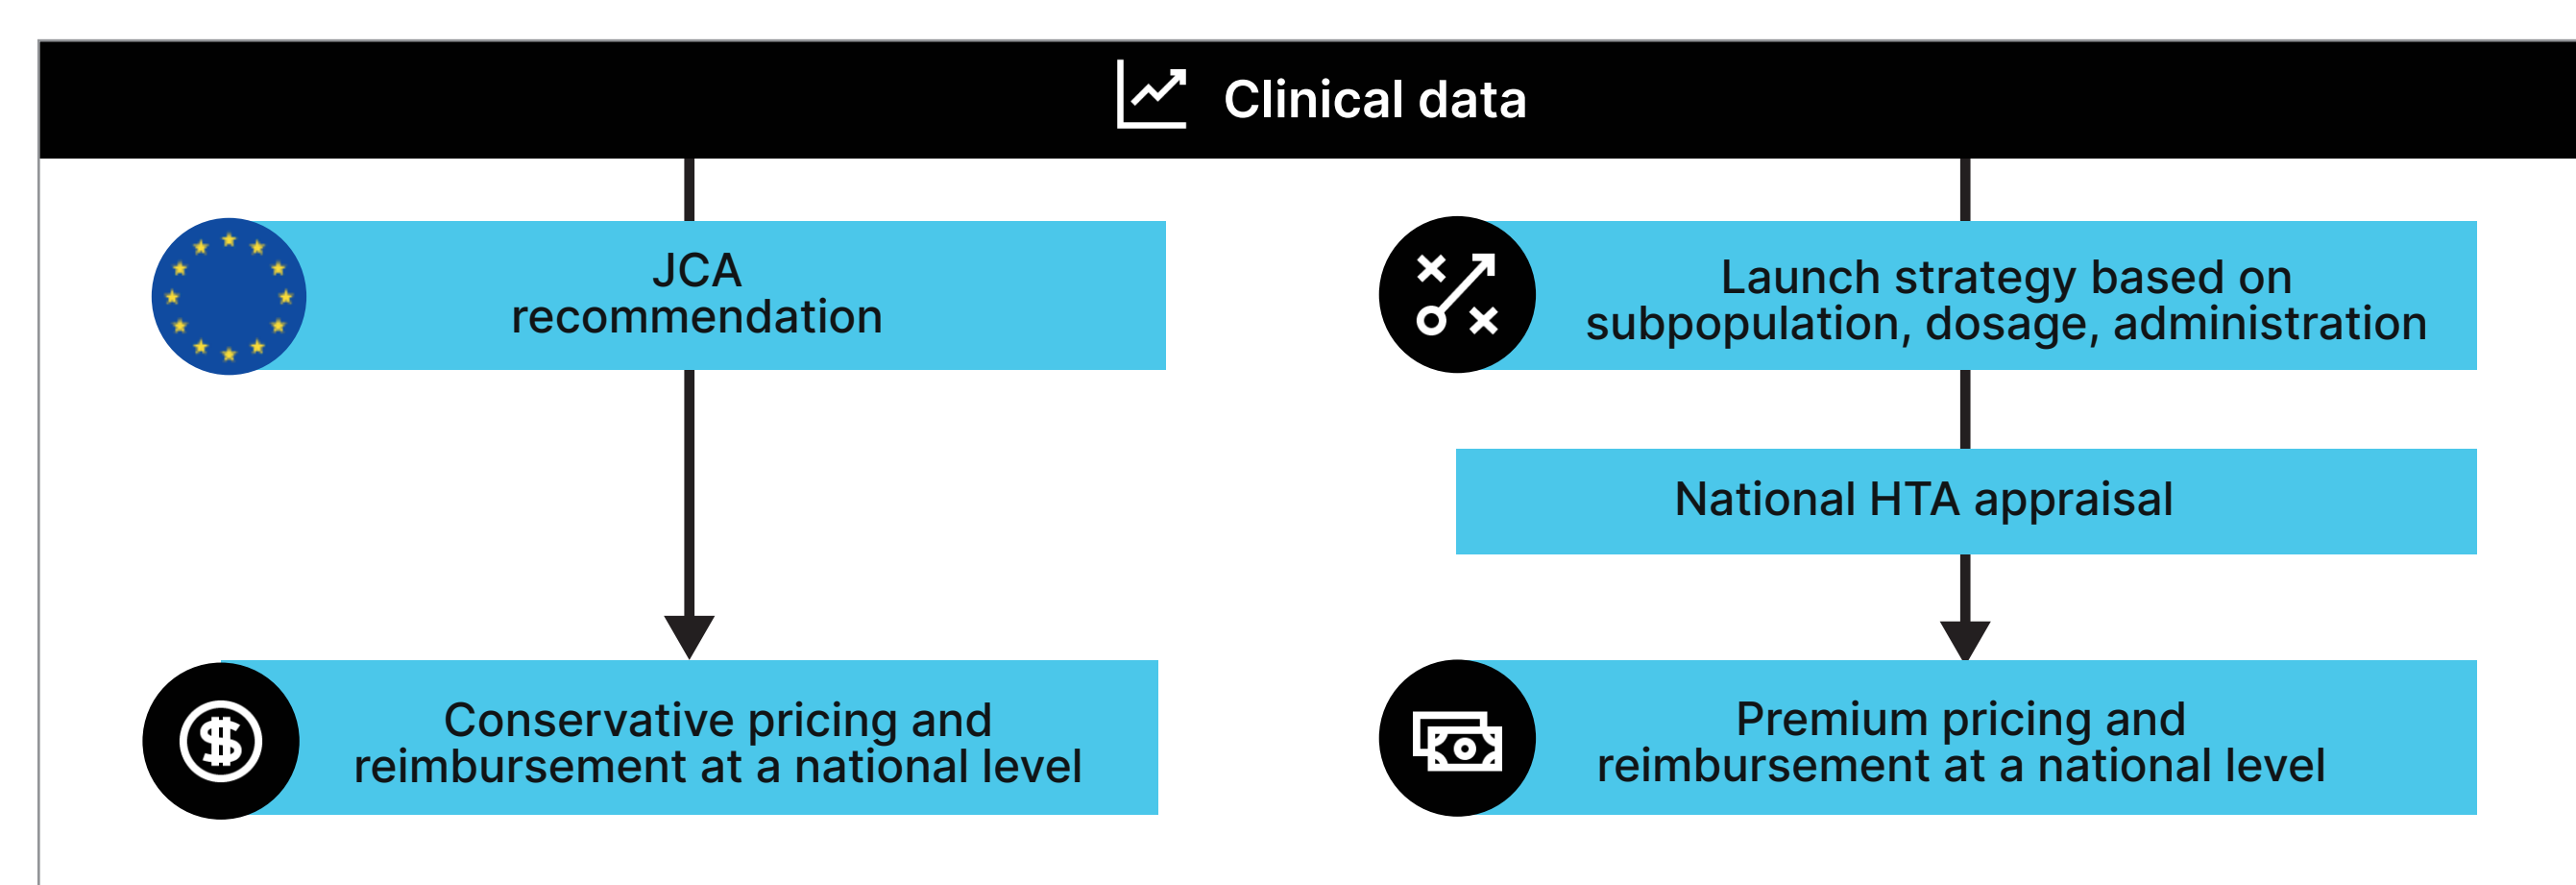 Clinical data
JCA
recommendation
Launch strategy based on
subpopulation, dosage, administration
National HTA appraisal
Conservative pricing and
reimbursement at a national level
Premium pricing and
reimbursement at a national level